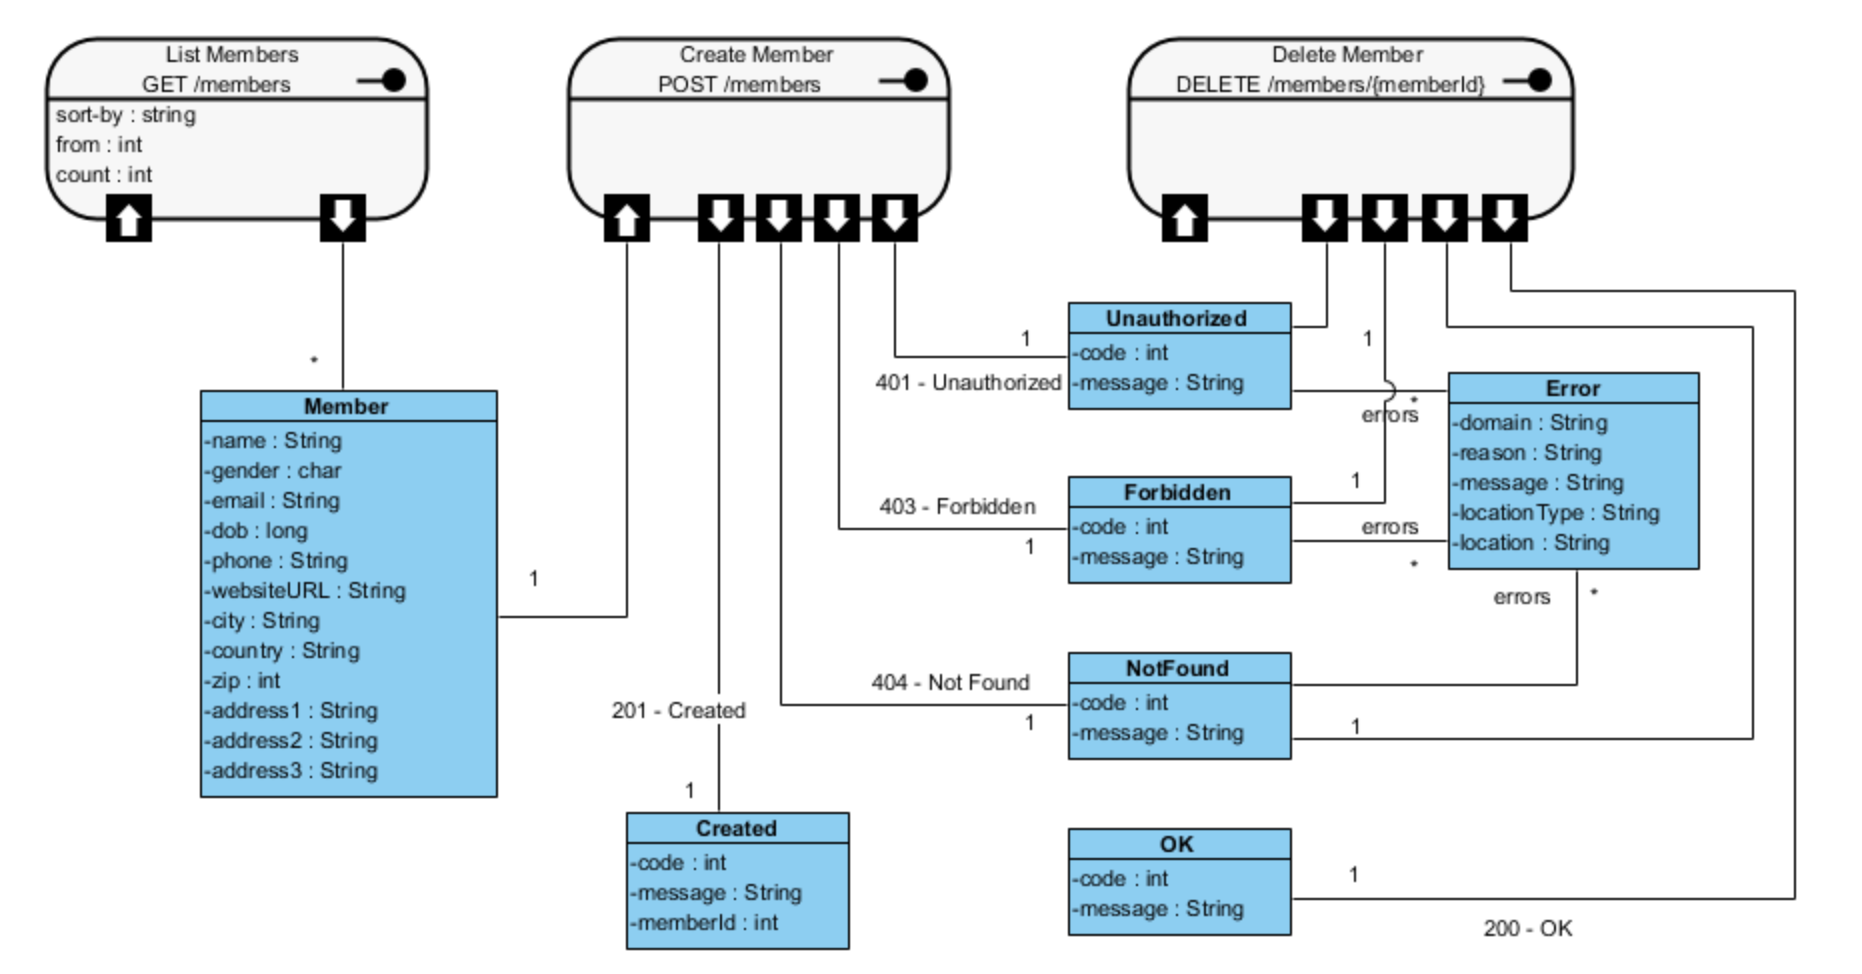 List Members
GET /members
sort-by : string
from : int
count : int
Create Member
POST /members
Delete Member
DELETE /members/{memberId}
*
Member
-name : String
-gender : char
-email : String
-dob : long
-phone : String
-websiteURL : String
-city : String
-country : String
-zip : int
-address1 : String
-address2 : String
-address3 : String
1
201 - Created
1
Created
-code : int
-message : String
-memberId : int
1
401 - Unauthorized
Unauthorized
-code : int
-message : String
1
*
errors
403 - Forbidden
1
Forbidden
-code : int
-message : String
1
errors
*
Error
-domain : String
-reason : String
-message : String
-locationType : String
-location : String
errors
*
404 - Not Found
1
NotFound
-code : int
-message : String
1
OK
-code : int
-message : String
1
200 - OK